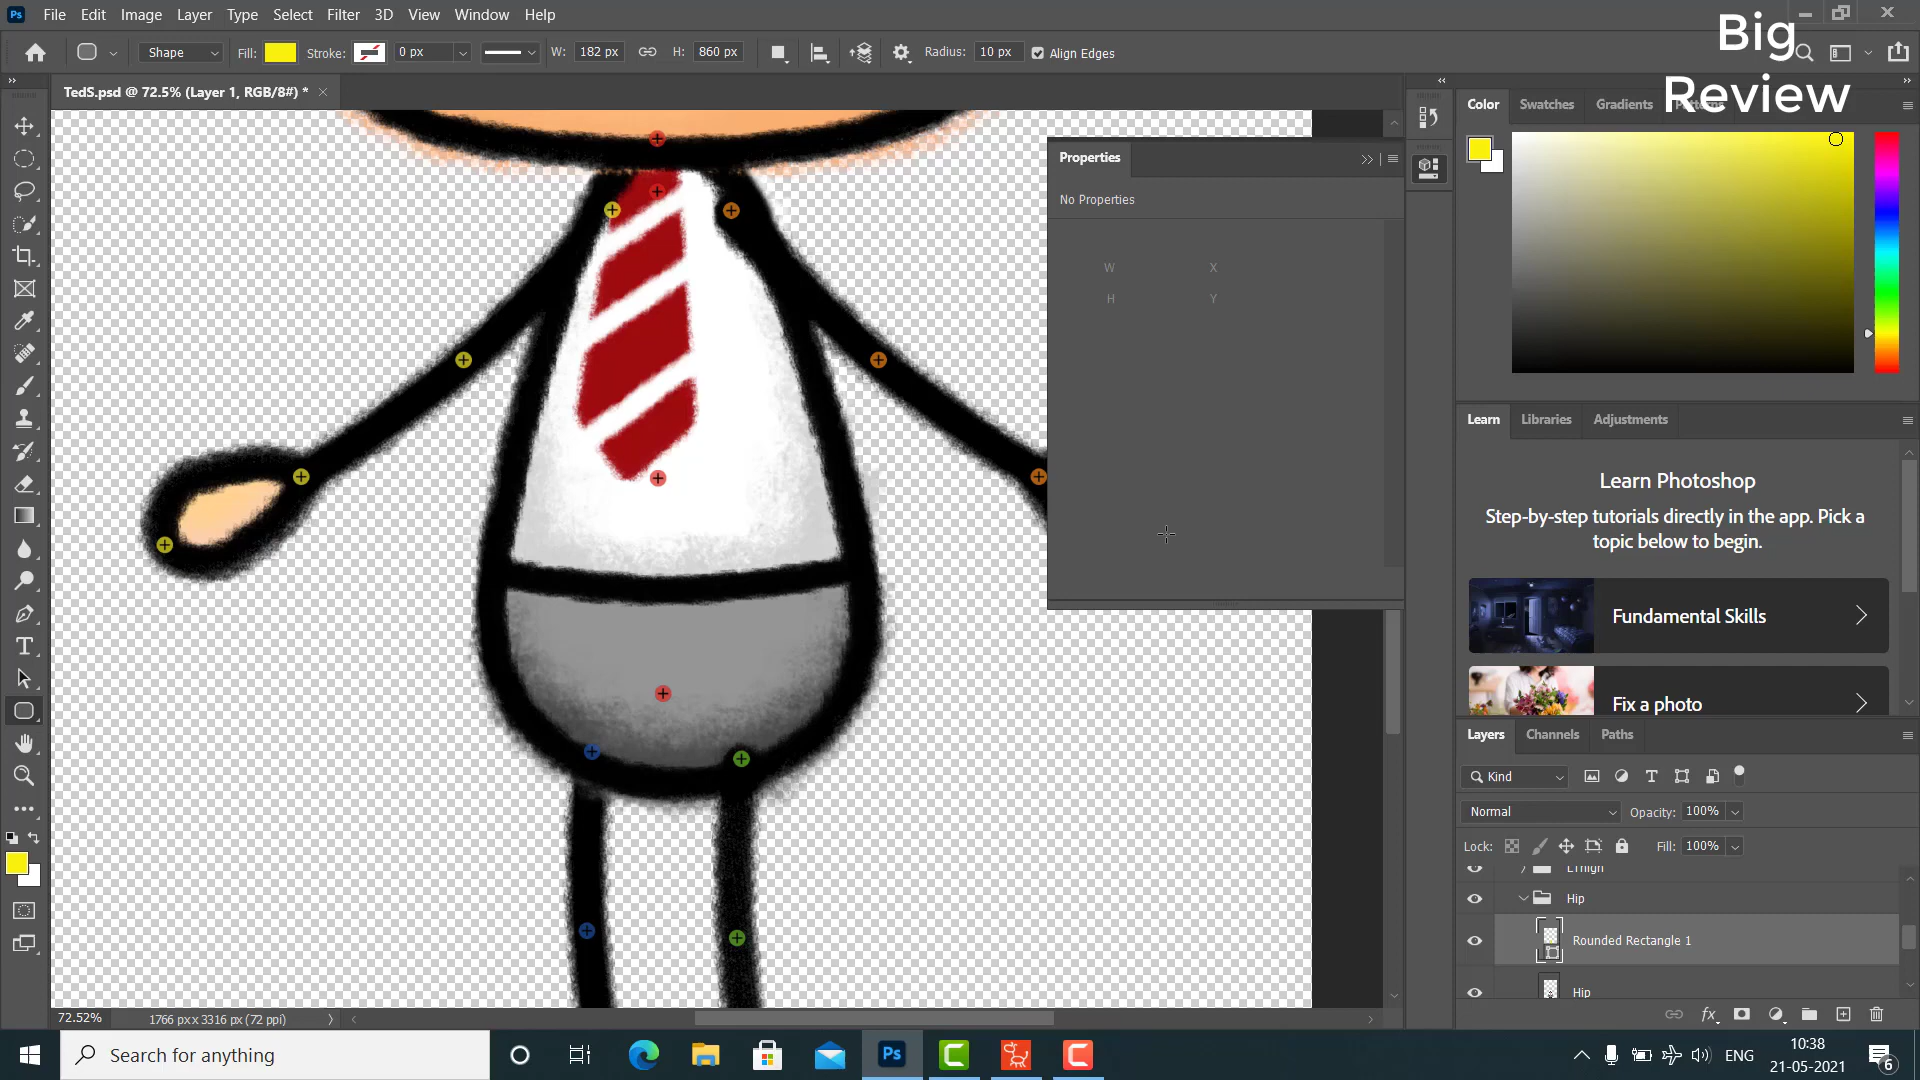 Ps File Edit Image Layer Type Select Filter 3D View Window Help
Big
Review
Shape Fill: Stroke: 0 px W: 182 px H: 860 px Radius: 10 px Align Edges
TedS.psd @ 72.5% (Layer 1, RGB/8#) *
Color Swatches Gradients Patterns
Properties
No Properties
W X
H Y
Learn Libraries Adjustments
Learn Photoshop
Step-by-step tutorials directly in the app. Pick a
topic below to begin.
Fundamental Skills
Fix a photo
Layers Channels Paths
Kind
Normal Opacity: 100%
Lock: Fill: 100%
Hip
Rounded Rectangle 1
Hip
72.52% 1766 px x 3316 px (72 ppi)
Search for anything
Ps
ENG
10:38
21-05-2021
6